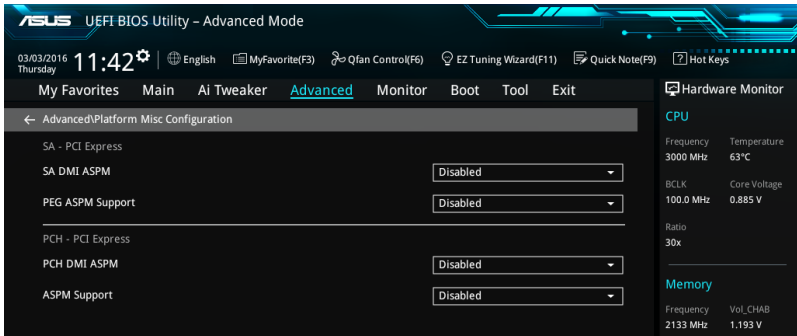 ASUS UEFI BIOS Utility – Advanced Mode
03/03/2016 Thursday 11:42 English MyFavorite(F3) Qfan Control(F6) EZ Tuning Wizard(F11) Quick Note(F9) ? Hot Keys
My Favorites Main Ai Tweaker Advanced Monitor Boot Tool Exit
← Advanced\Platform Misc Configuration
SA - PCI Express
SA DMI ASPM Disabled
PEG ASPM Support Disabled
PCH - PCI Express
PCH DMI ASPM Disabled
ASPM Support Disabled
Hardware Monitor
CPU
Frequency Temperature
3000 MHz 63°C
BCLK Core Voltage
100.0 MHz 0.885 V
Ratio
30x
Memory
Frequency Vol_CHAB
2133 MHz 1.193 V